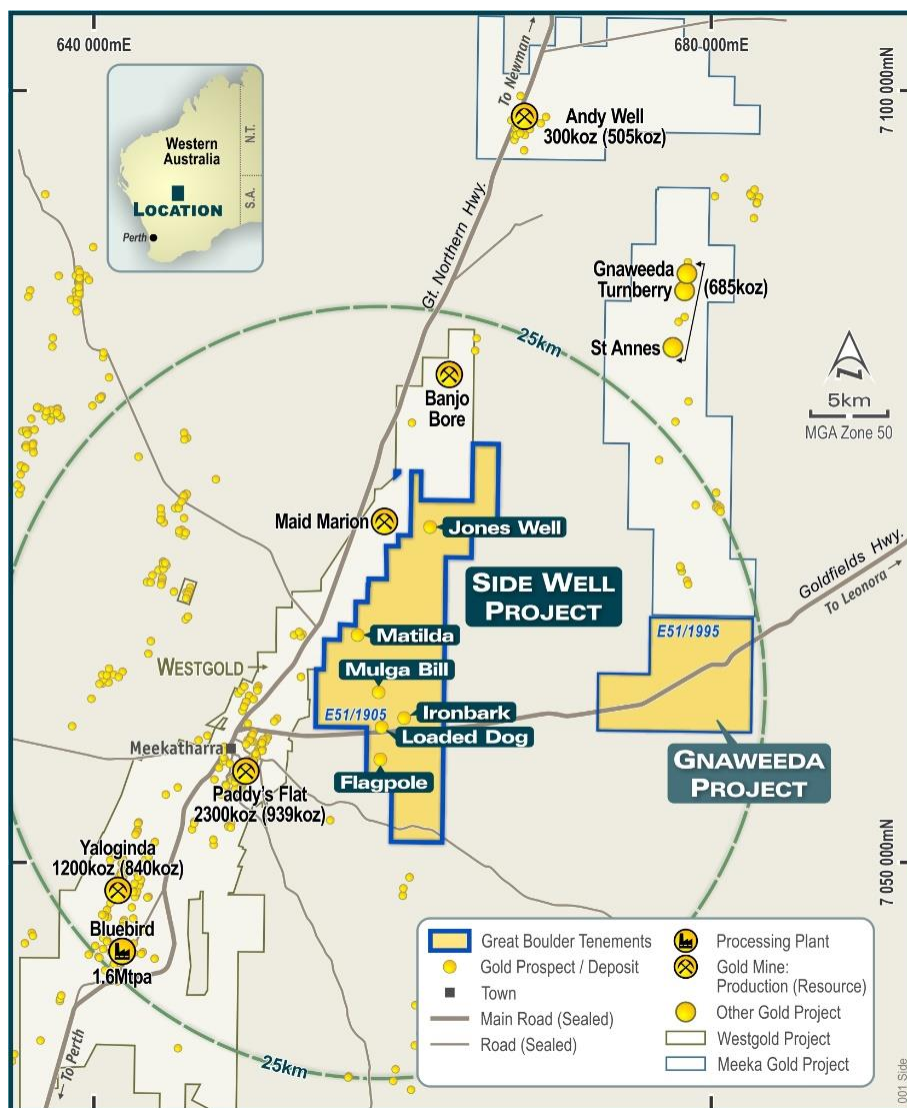 640 000mE
680 000mE
7 100 000mN
7 050 000mN
Western
Australia
N.T.
S.A.
LOCATION
Perth
To Newman
Andy Well
300koz (505koz)
Gt. Northern Hwy.
Gnaweeda
Turnberry
(685koz)
St Annes
25km
Banjo
Bore
5km
MGA Zone 50
Maid Marion
Jones Well
SIDE WELL
PROJECT
Goldfields Hwy.
To Leonora
Matilda
E51/1995
WESTGOLD
Mulga Bill
E51/1905
Ironbark
Loaded Dog
Meekatharra
Flagpole
GNAWEEDA
PROJECT
Paddy's Flat
2300koz (939koz)
Yaloginda
1200koz (840koz)
Bluebird
1.6Mtpa
To Perth
25km
Great Boulder Tenements
Gold Prospect / Deposit
Town
Main Road (Sealed)
Road (Sealed)
Processing Plant
Gold Mine:
Production (Resource)
Other Gold Project
Westgold Project
Meeka Gold Project
001 Side